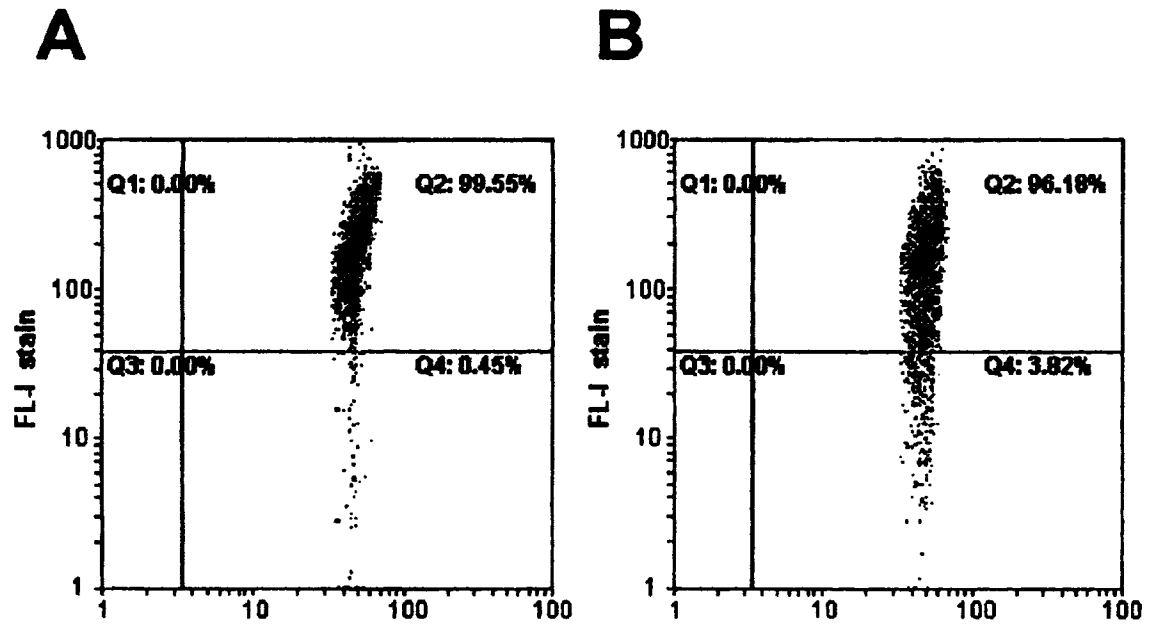 A
B
1000
Q1: 0.00%
Q2: 99.55%
100
Q3: 0.00%
Q4: 0.45%
10
1
FL-I stain
1 10 100 100
1000
Q1: 0.00%
Q2: 96.18%
100
Q3: 0.00%
Q4: 3.82%
10
1
FL-I stain
1 10 100 100